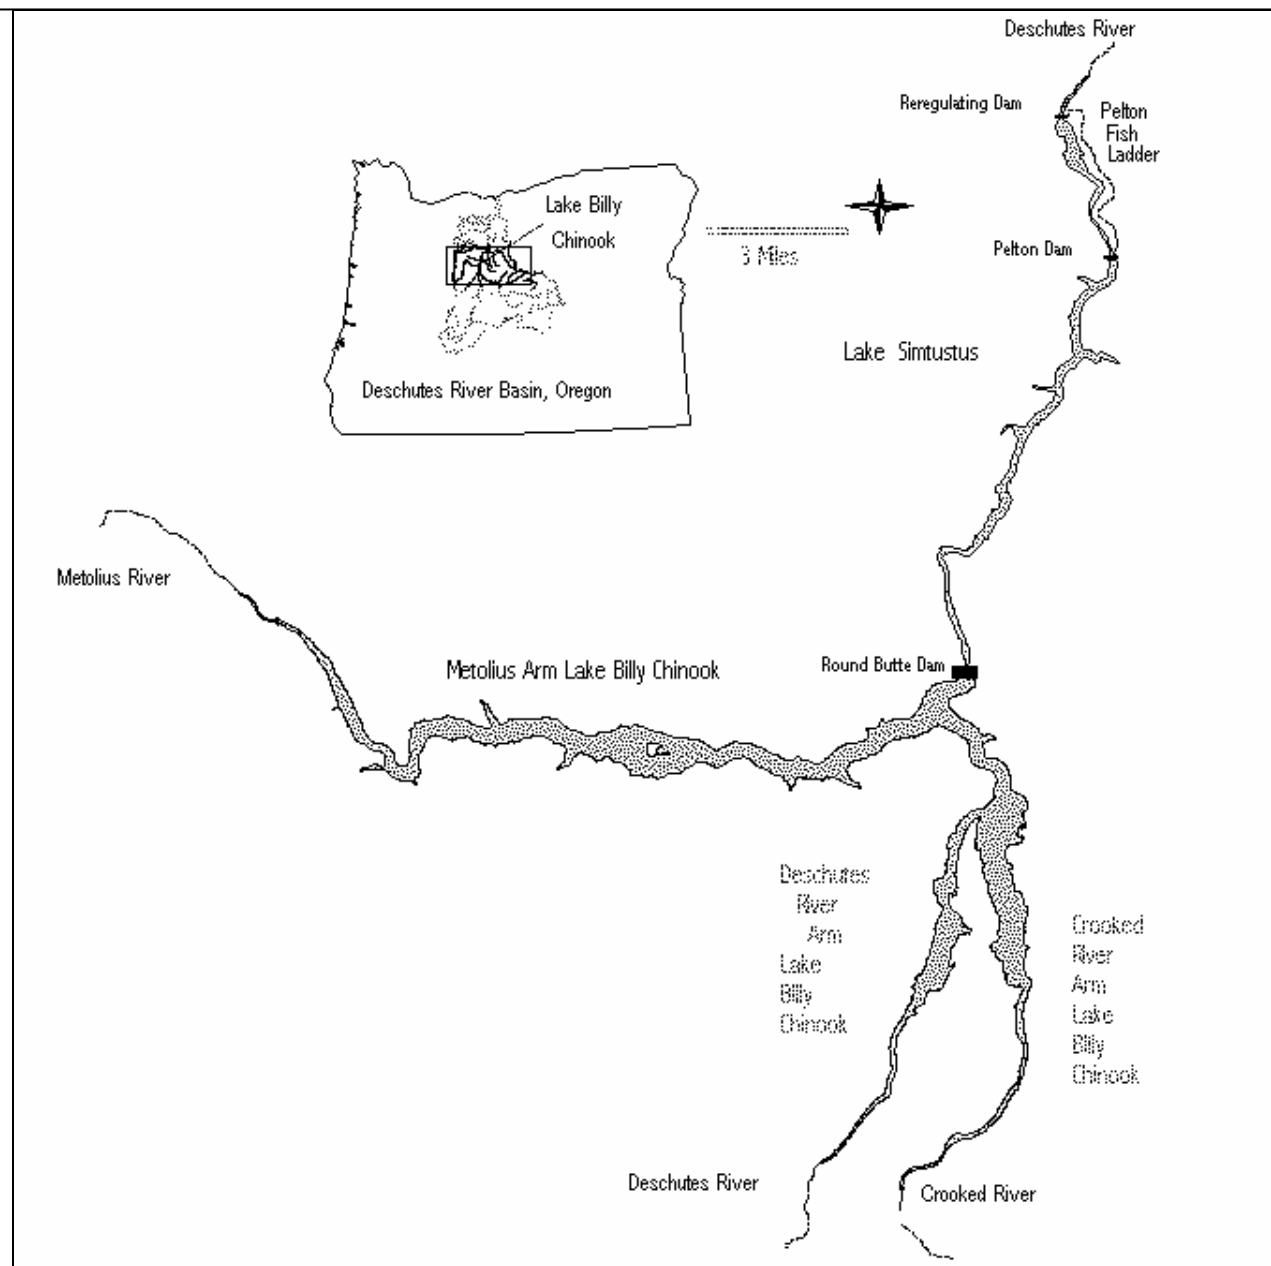 Deschutes River
Reregulating Dam
Pelton
Fish
Ladder
Lake Billy
Chinook
3 Miles
Pelton Dam
Lake Simtustus
Deschutes River Basin, Oregon
Metolius River
Metolius Arm Lake Billy Chinook
Round Butte Dam
Deschutes
River
Arm
Lake
Billy
Chinook
Crooked
River
Arm
Lake
Billy
Chinook
Deschutes River
Crooked River